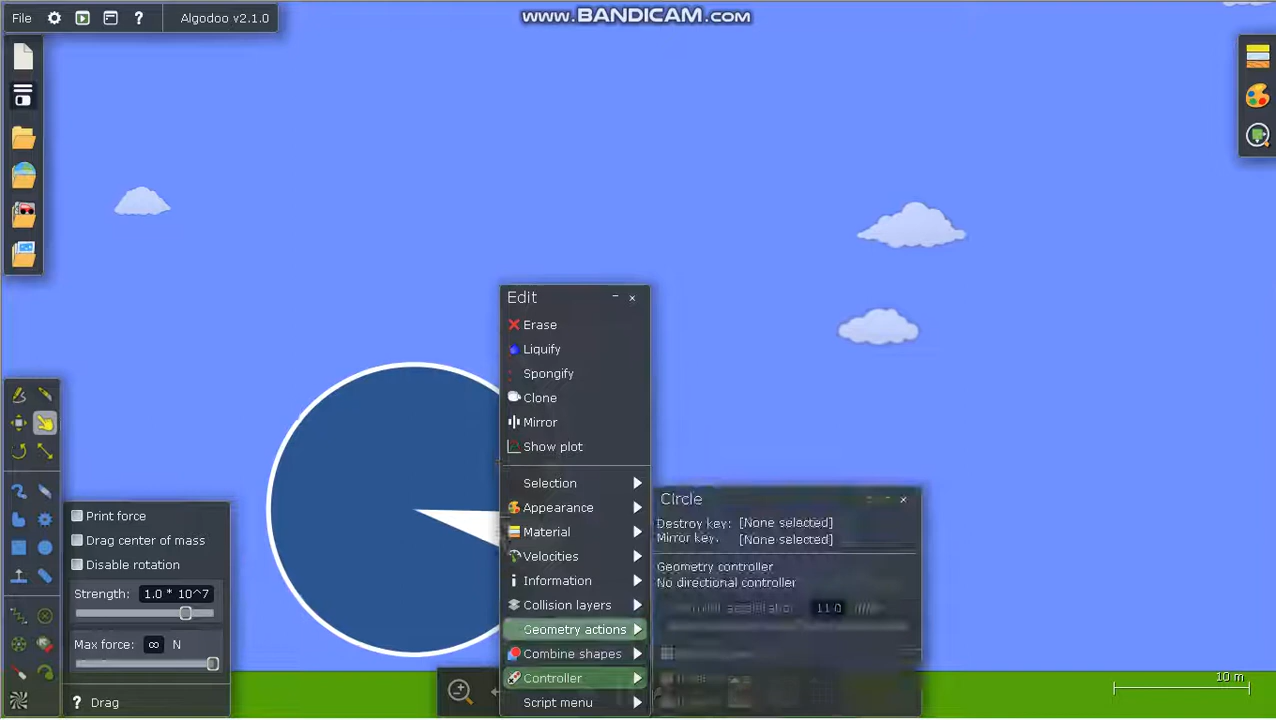 www.BANDICAM.com
File
Algodoo v2.1.0
Edit
Erase
Liquify
Spongify
Clone
Mirror
Show plot
Selection
Appearance
Material
Velocities
Information
Collision layers
Geometry actions
Combine shapes
Controller
Script menu
Circle
Destroy key: [None selected]
Mirror key: [None selected]
Geometry controller
No directional controller
11.0
Print force
Drag center of mass
Disable rotation
Strength: 1.0 * 10^7
Max force: ∞ N
? Drag
10 m